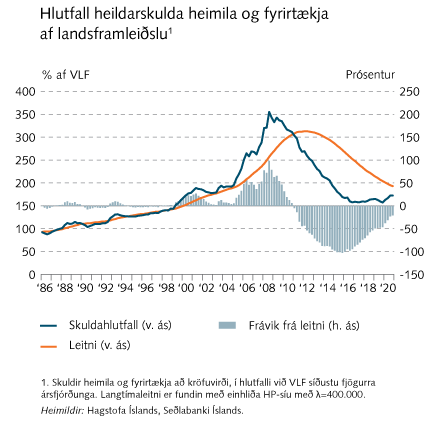 Hlutfall heildarskulda heimila og fyrirtækja
af landsframleiðslu¹
% af VLF
Prósentur
400
350
300
250
200
150
100
50
0
250
200
150
100
50
0
-50
-100
-150
'86 '88 '90 '92 '94 '96 '98 '00 '02 '04 '06 '08 '10 '12 '14 '16 '18 '20
Skuldahlutfall (v. ás)
Frávik frá leitni (h. ás)
Leitni (v. ás)
1. Skuldir heimila og fyrirtækja að kröfuvirði, í hlutfalli við VLF síðustu fjögurra
ársfjórðunga. Langtímaleitni er fundin með einhliða HP-síu með λ=400.000.
Heimildir: Hagstofa Íslands, Seðlabanki Íslands.